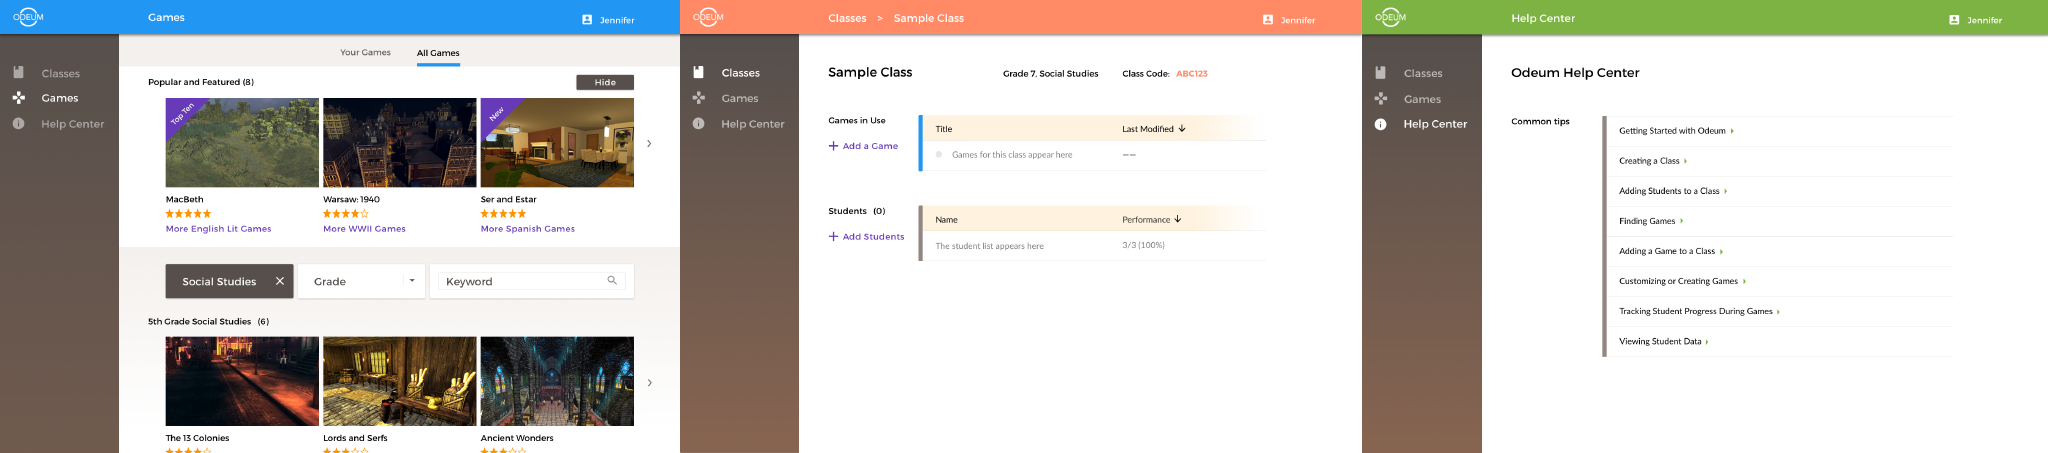 ODEUM
Games
Jennifer
Classes
Games
Help Center
Your Games
All Games
Popular and Featured (8)
Hide
Top Ten
New
MacBeth
Warsaw: 1940
Ser and Estar
More English Lit Games
More WWII Games
More Spanish Games
Social Studies
Grade
Keyword
5th Grade Social Studies (6)
The 13 Colonies
Lords and Serfs
Ancient Wonders
ODEUM
Classes > Sample Class
Jennifer
Classes
Games
Help Center
Sample Class
Grade 7, Social Studies
Class Code: ABC123
Games in Use
+ Add a Game
Title
Last Modified
Games for this class appear here
——
Students (0)
+ Add Students
Name
Performance
The student list appears here
3/3 (100%)
ODEUM
Help Center
Jennifer
Classes
Games
Help Center
Odeum Help Center
Common tips
Getting Started with Odeum
Creating a Class
Adding Students to a Class
Finding Games
Adding a Game to a Class
Customizing or Creating Games
Tracking Student Progress During Games
Viewing Student Data